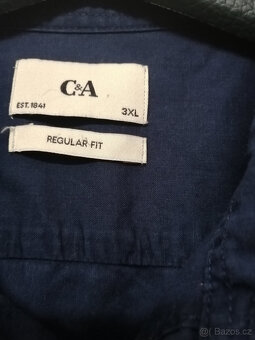 C&A
EST. 1841
3XL
REGULAR FIT
© Bazos.cz